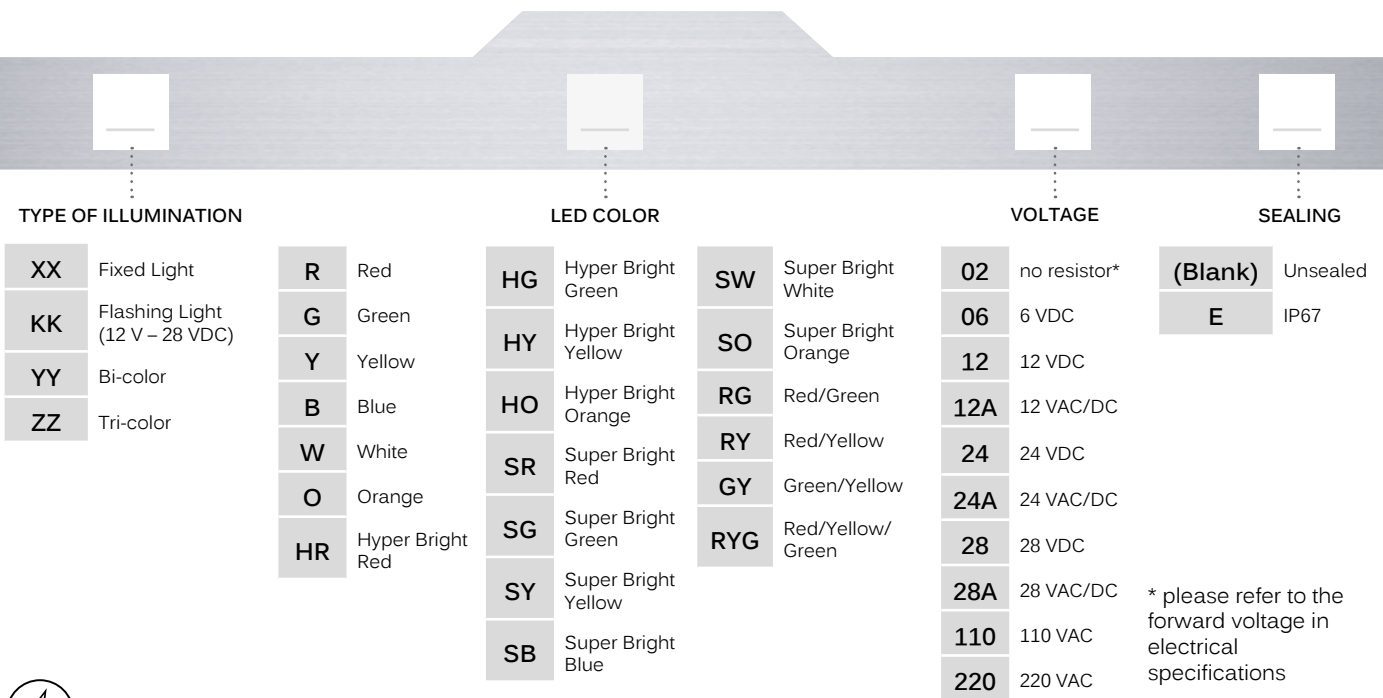 TYPE OF ILLUMINATION
XX Fixed Light
KK Flashing Light
(12 V – 28 VDC)
YY Bi-color
ZZ Tri-color
LED COLOR
R Red
G Green
Y Yellow
B Blue
W White
O Orange
HR Hyper Bright
Red
HG Hyper Bright
Green
HY Hyper Bright
Yellow
HO Hyper Bright
Orange
SR Super Bright
Red
SG Super Bright
Green
SY Super Bright
Yellow
SB Super Bright
Blue
SW Super Bright
White
SO Super Bright
Orange
RG Red/Green
RY Red/Yellow
GY Green/Yellow
RYG Red/Yellow/
Green
VOLTAGE
02 no resistor*
06 6 VDC
12 12 VDC
12A 12 VAC/DC
24 24 VDC
24A 24 VAC/DC
28 28 VDC
28A 28 VAC/DC
110 110 VAC
220 220 VAC
SEALING
(Blank) Unsealed
E IP67
* please refer to the
forward voltage in
electrical
specifications